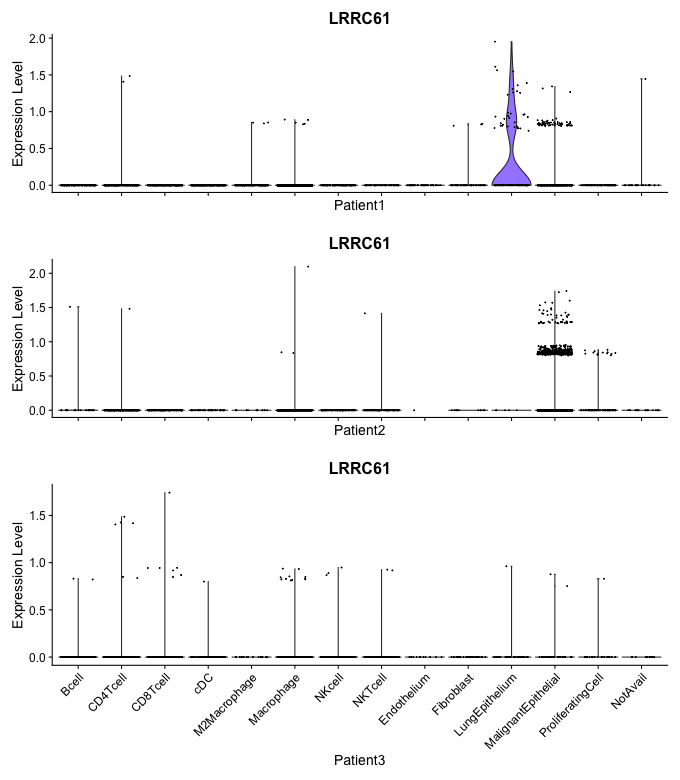 LRRC61
Expression Level
2.0
1.5
1.0
0.5
0.0
Patient1
LRRC61
Expression Level
2.0
1.5
1.0
0.5
0.0
Patient2
LRRC61
Expression Level
1.5
1.0
0.5
0.0
Bcell
CD4Tcell
CD8Tcell
cDC
M2Macrophage
Macrophage
NKcell
NKTcell
Endothelium
Fibroblast
LungEpithelium
MalignantEpithelial
ProliferatingCell
NotAvail
Patient3